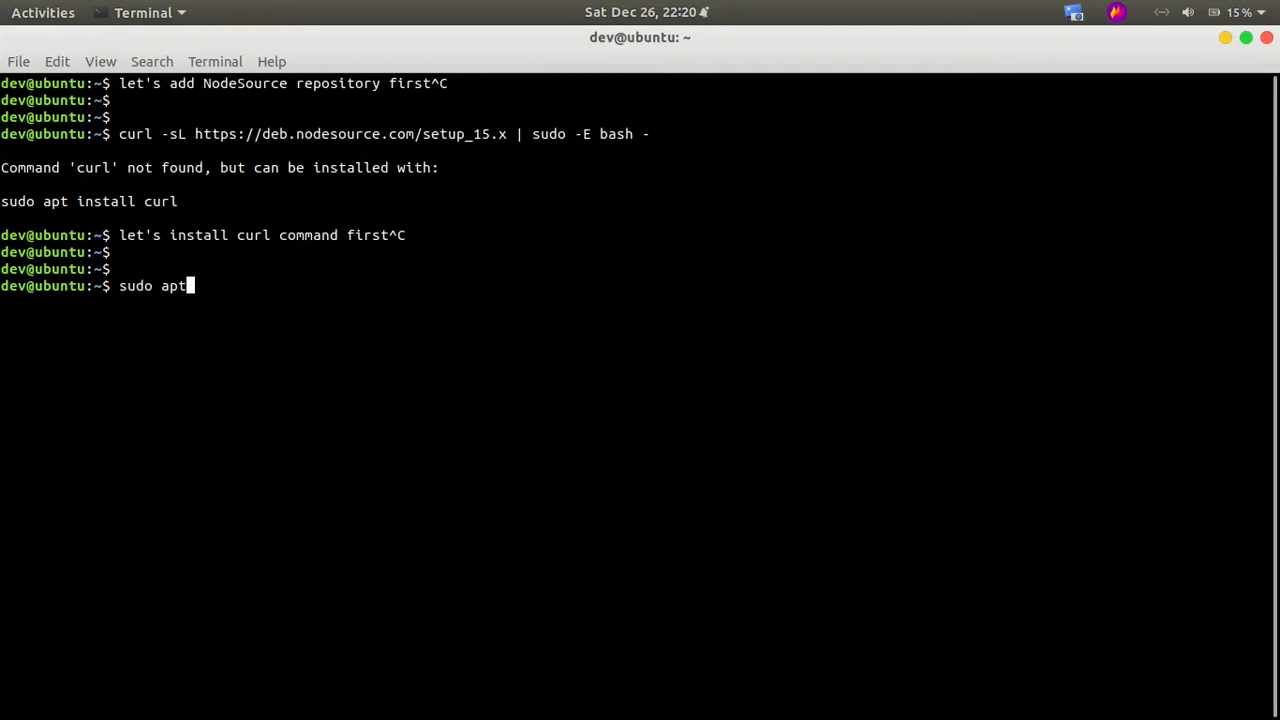 Activities Terminal Sat Dec 26, 22:20 15%
dev@ubuntu: ~
File Edit View Search Terminal Help
dev@ubuntu:~$ let's add NodeSource repository first^C
dev@ubuntu:~$
dev@ubuntu:~$
dev@ubuntu:~$ curl -sL https://deb.nodesource.com/setup_15.x | sudo -E bash -
Command 'curl' not found, but can be installed with:
sudo apt install curl
dev@ubuntu:~$ let's install curl command first^C
dev@ubuntu:~$
dev@ubuntu:~$
dev@ubuntu:~$ sudo apt